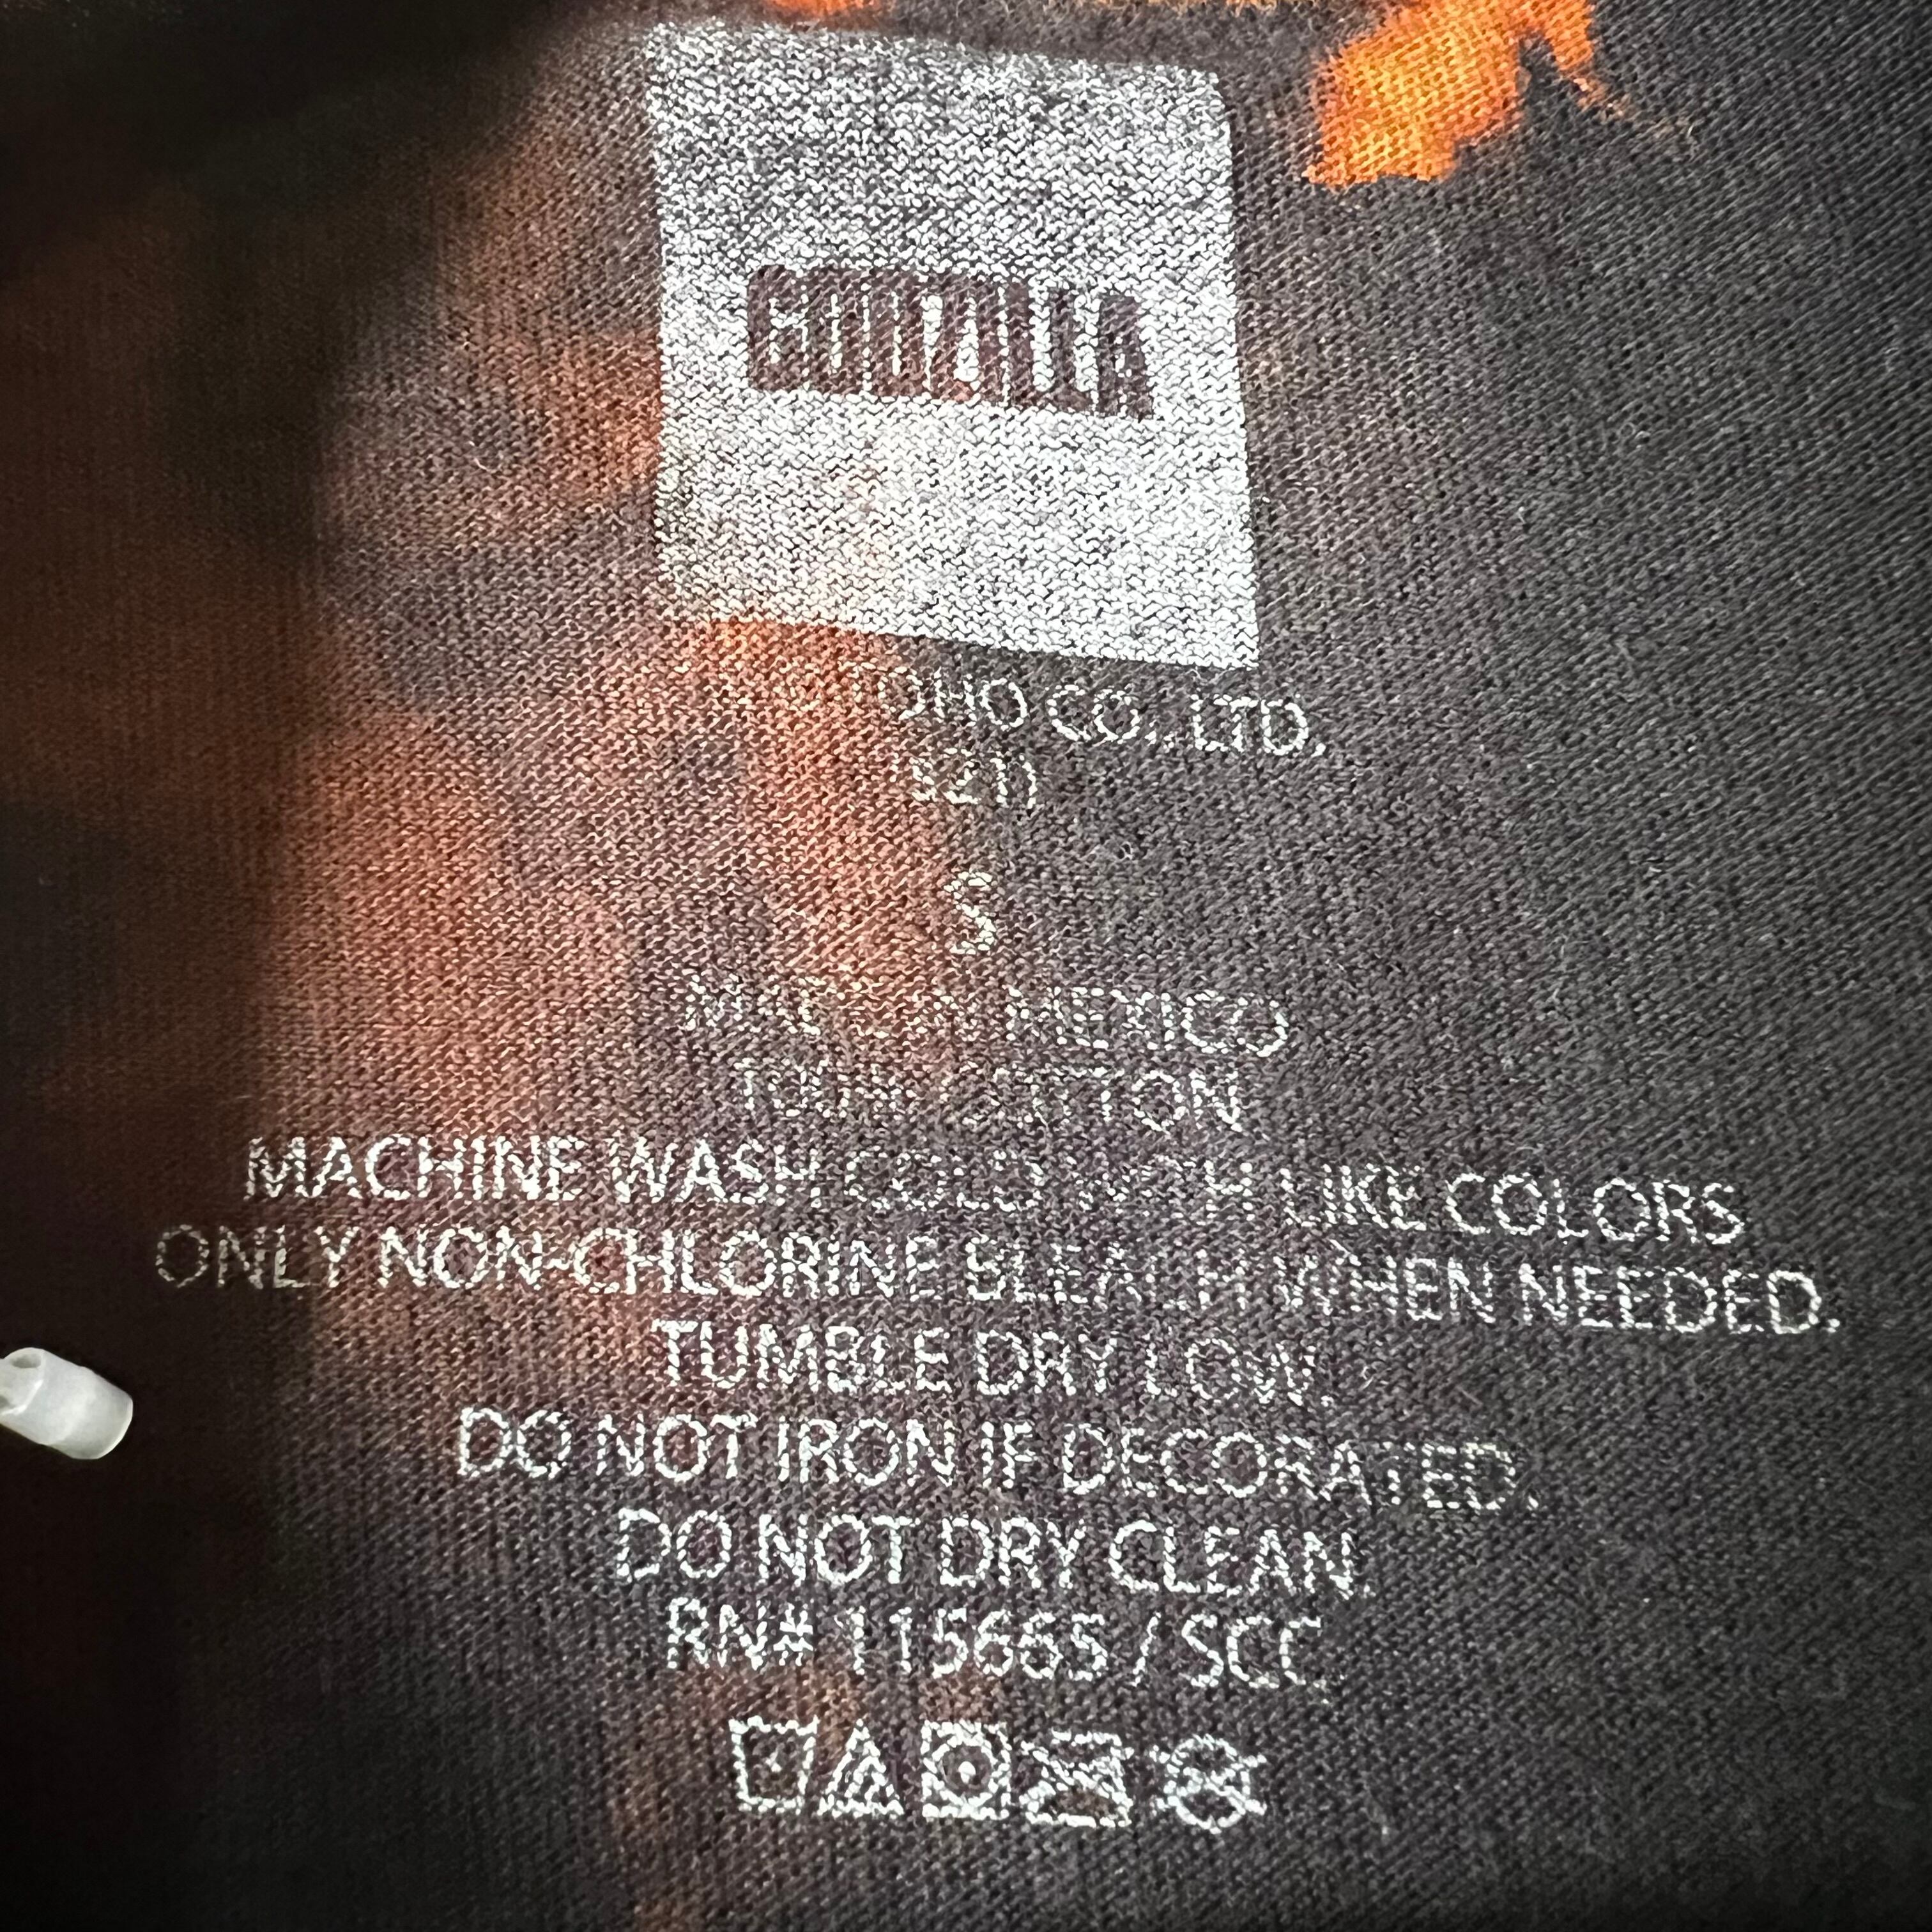 GODZILLA
TOHO CO., LTD.
(21)
S
MADE IN MEXICO
100% COTTON
MACHINE WASH COLD WITH LIKE COLORS
ONLY NON-CHLORINE BLEACH WHEN NEEDED.
TUMBLE DRY LOW.
DO NOT IRON IF DECORATED.
DO NOT DRY CLEAN.
RN# 115665 / SCC